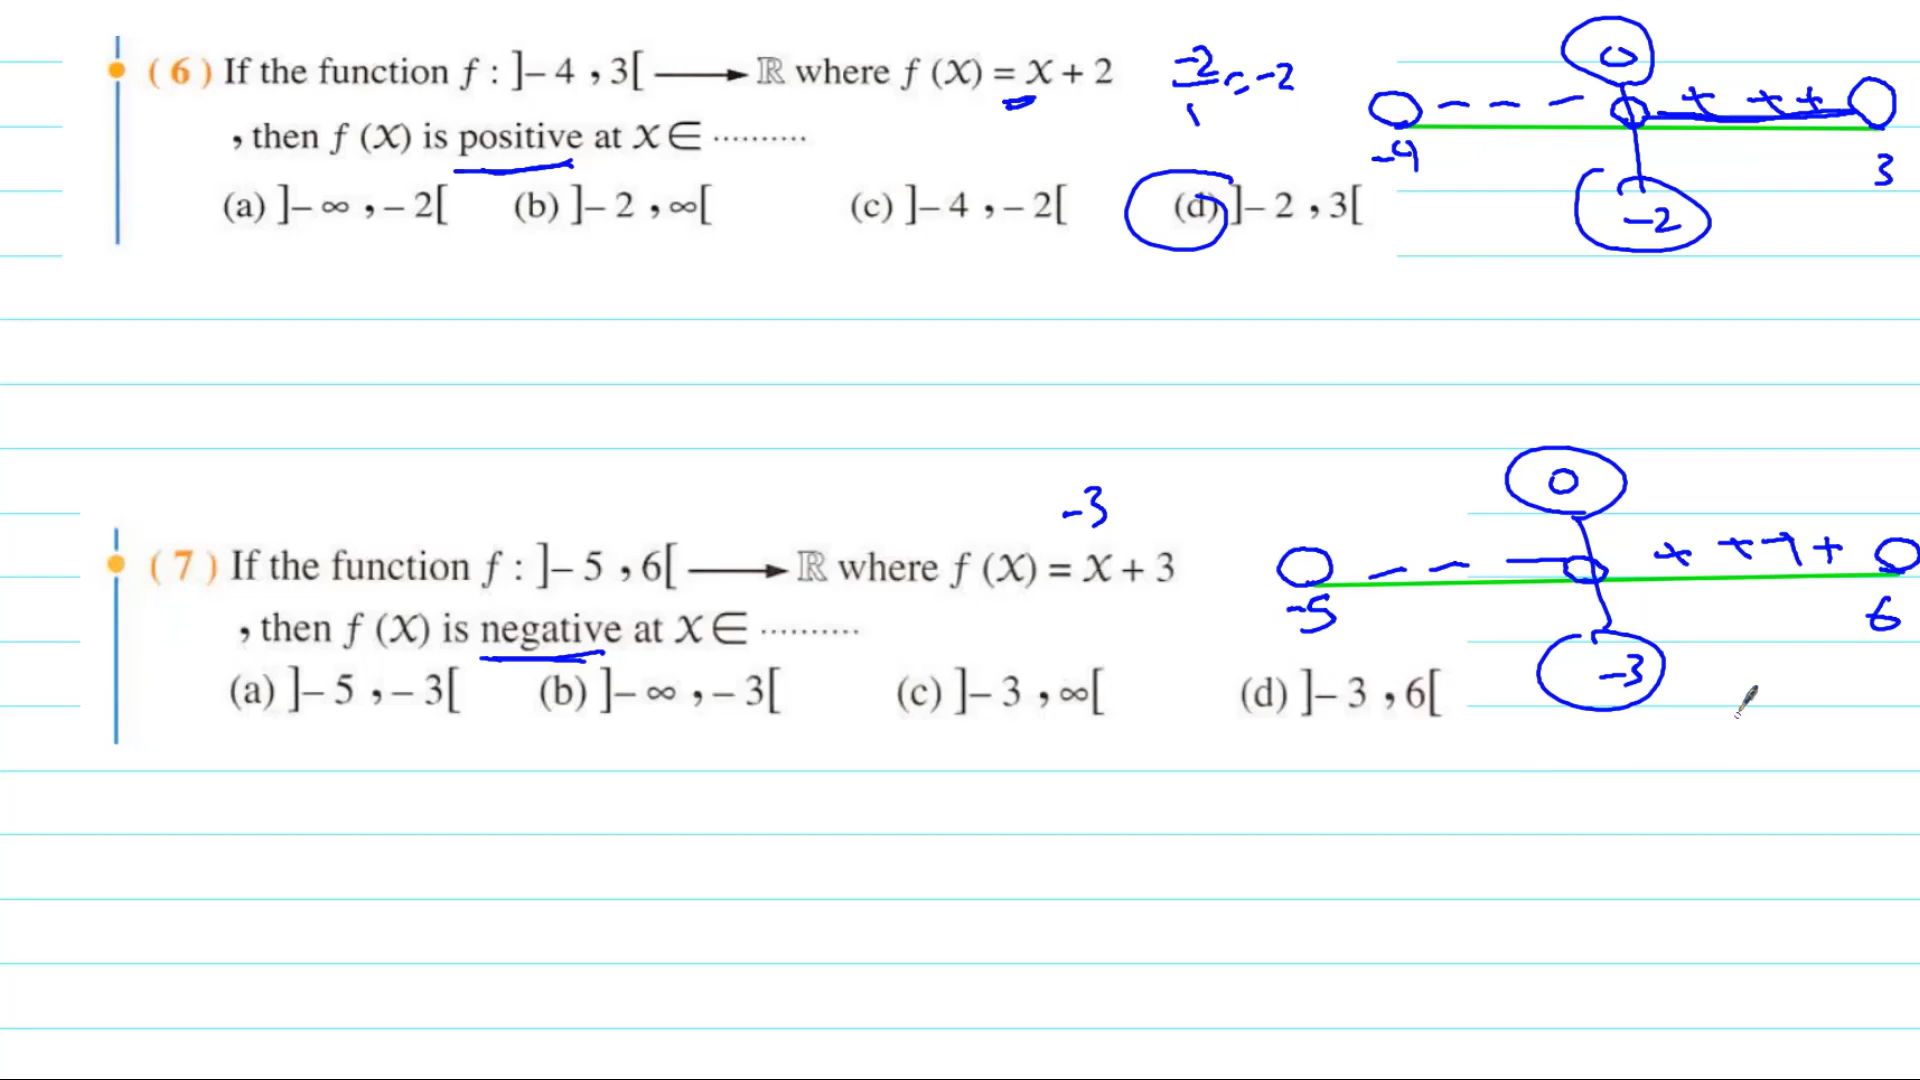 ( 6 ) If the function f : ]– 4 , 3[ ⟶ ℝ where f (X) = X + 2
, then f (X) is positive at X ∈ ··········
(a) ]– ∞ , – 2[ (b) ]– 2 , ∞[ (c) ]– 4 , – 2[ (d) ]– 2 , 3[
-2/1 = -2
0
- - - + + +
-4 3
-2
-3
( 7 ) If the function f : ]– 5 , 6[ ⟶ ℝ where f (X) = X + 3
, then f (X) is negative at X ∈ ··········
(a) ]– 5 , – 3[ (b) ]– ∞ , – 3[ (c) ]– 3 , ∞[ (d) ]– 3 , 6[
0
- - — + + + +
-5 6
-3